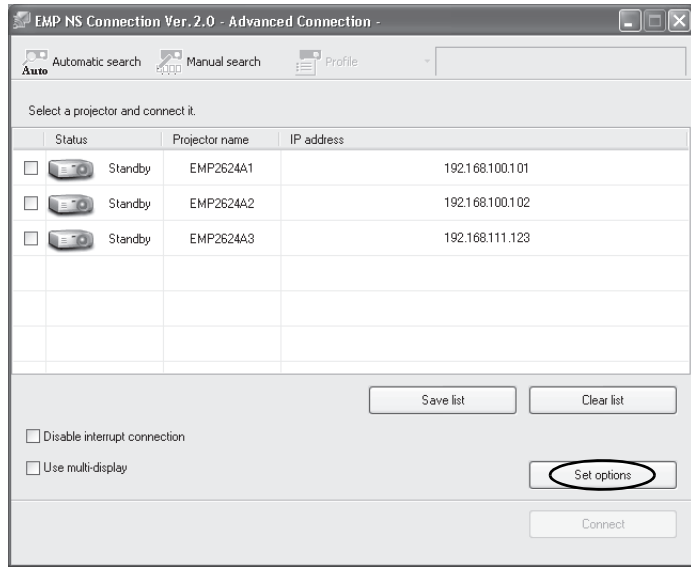 EMP NS Connection Ver.2.0 - Advanced Connection -
Auto Automatic search Manual search Profile
Select a projector and connect it.
Status Projector name IP address
Standby EMP2624A1 192.168.100.101
Standby EMP2624A2 192.168.100.102
Standby EMP2624A3 192.168.111.123
Save list Clear list
Disable interrupt connection
Use multi-display
Set options
Connect